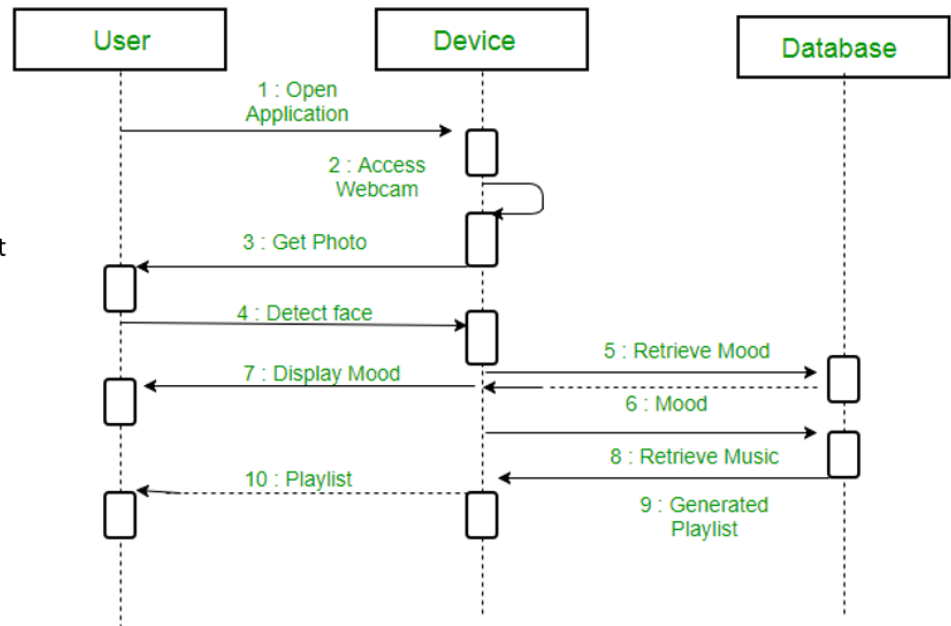 User
Device
Database
1 : Open
Application
2 : Access
Webcam
t
3 : Get Photo
4 : Detect face
5 : Retrieve Mood
7 : Display Mood
6 : Mood
8 : Retrieve Music
10 : Playlist
9 : Generated
Playlist